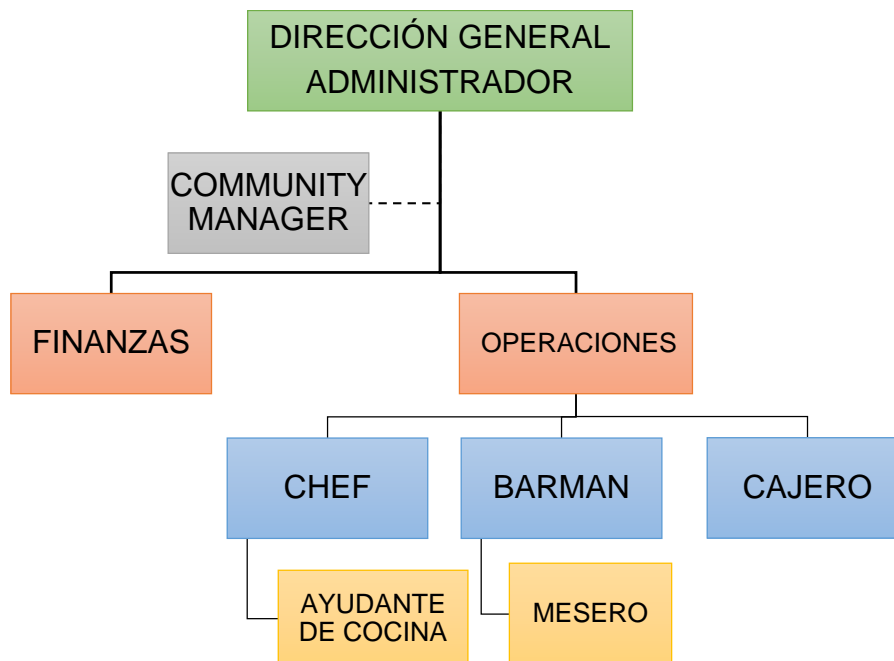 DIRECCIÓN GENERAL
ADMINISTRADOR
COMMUNITY
MANAGER
FINANZAS
OPERACIONES
CHEF
BARMAN
CAJERO
AYUDANTE
DE COCINA
MESERO